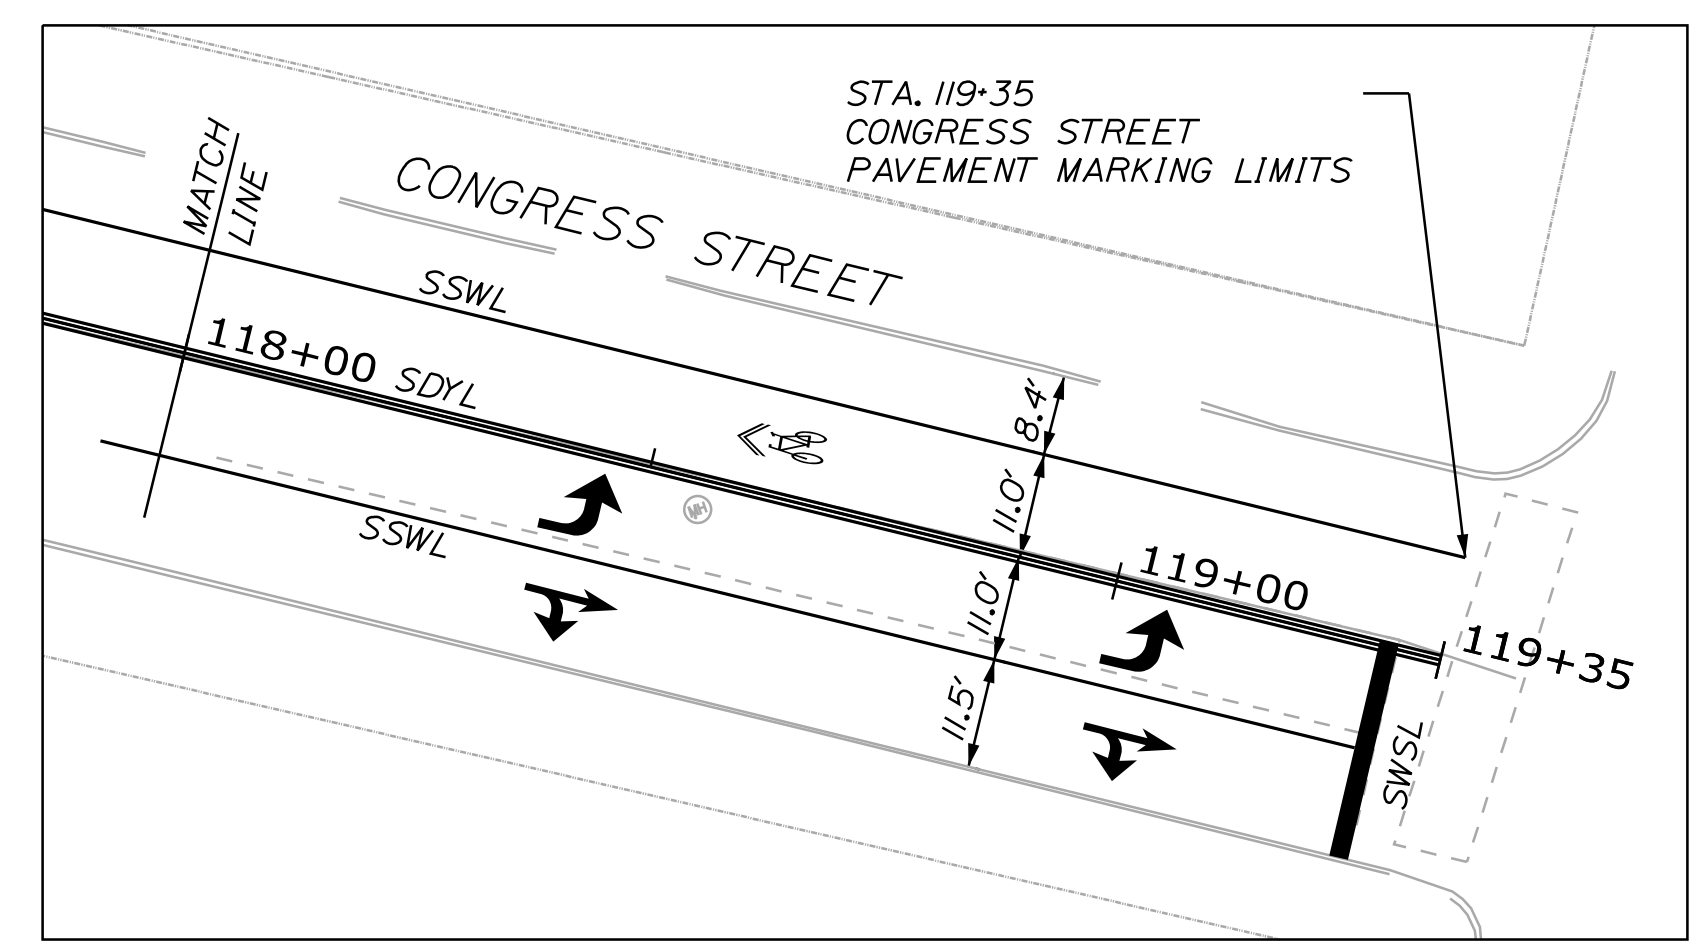 STA. 119+35
CONGRESS STREET
PAVEMENT MARKING LIMITS
MATCH
LINE
CONGRESS STREET
SSWL
118+00
SDYL
8.4'
11.0'
MH
SSWL
119+00
11.0'
119+35
11.5'
SWSL